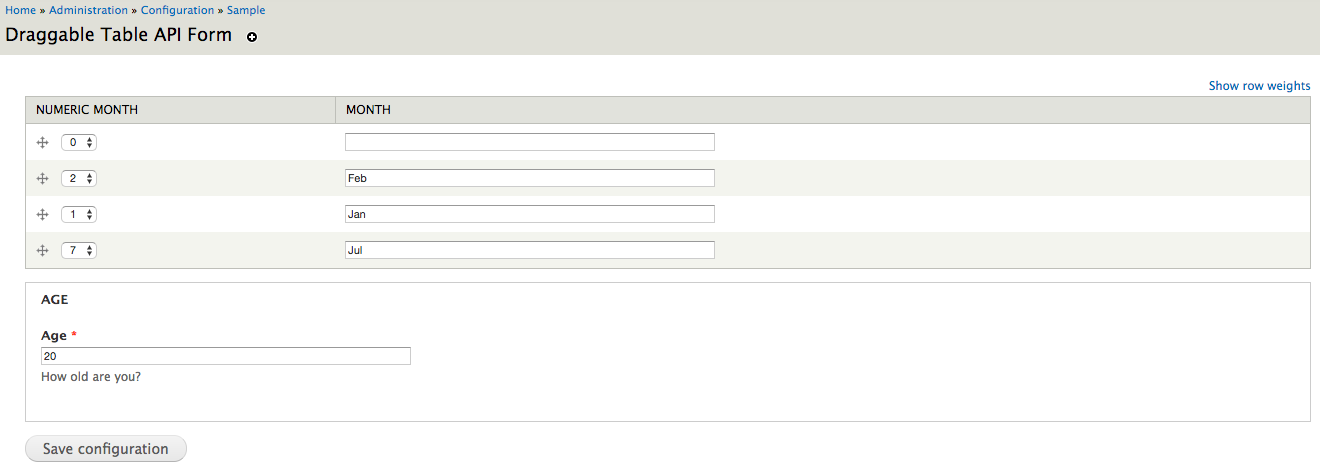 Home » Administration » Configuration » Sample
Draggable Table API Form
Show row weights
NUMERIC MONTH MONTH
0
2 Feb
1 Jan
7 Jul
AGE
Age *
20
How old are you?
Save configuration